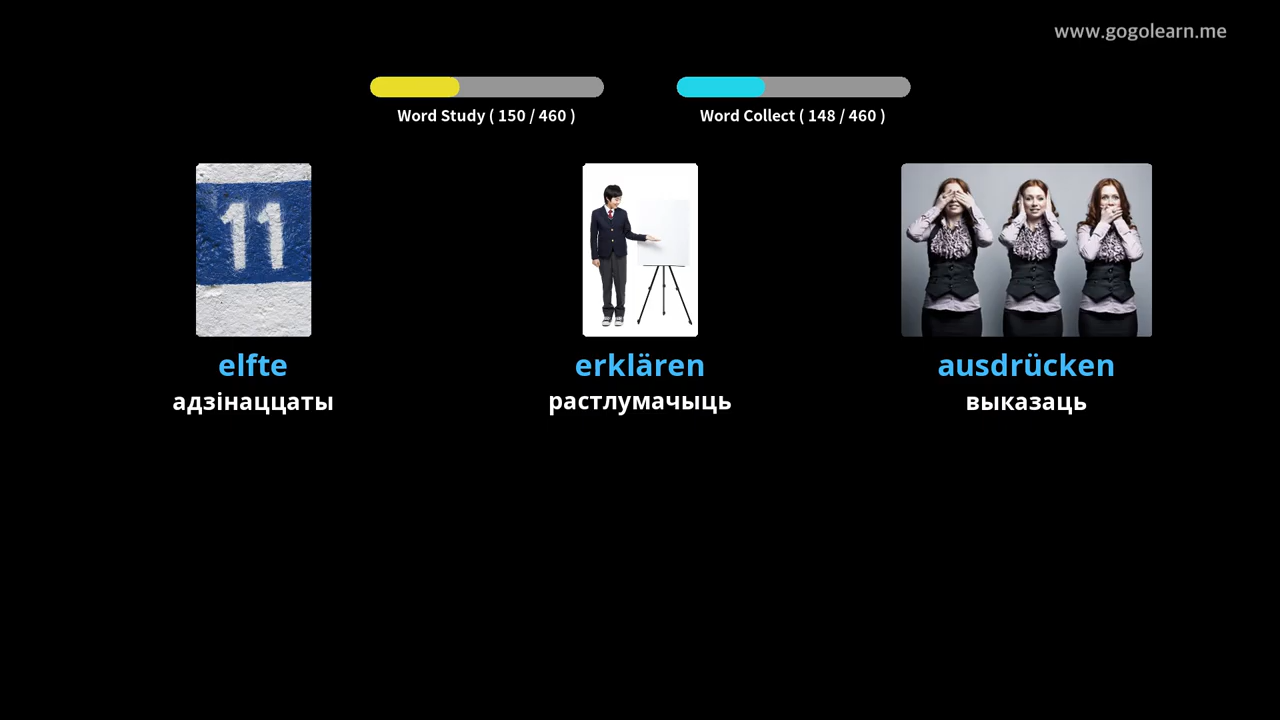 www.gogolearn.me
Word Study ( 150 / 460 )
Word Collect ( 148 / 460 )
11
elfte
адзінаццаты
erklären
растлумачыць
ausdrücken
выказаць